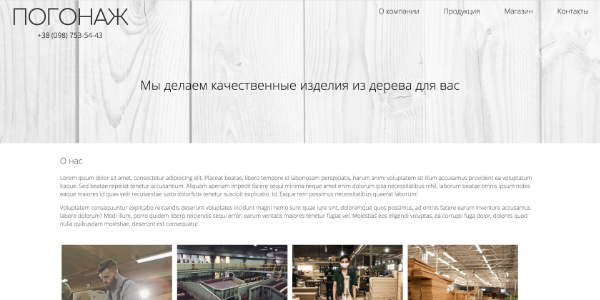 ПОГОНАЖ
+38 (098) 753-54-43
О компании Продукция Магазин Контакты
Мы делаем качественные изделия из дерева для вас
О нас
Lorem ipsum dolor sit amet, consectetur adipisicing elit. Placeat beatae, libero tempore id laboriosam perspiciatis, harum animi voluptatem sit illum accusamus provident ea voluptatum
itaque. Sed beatae repellat tenetur accusantium. Aliquam aperiam impedit facere sequi minima neque amet enim dolorum ipsa necessitatibus nihil, laborum beatae omnis ipsum nobis
eaque maiores id quas velit recusandae iusto doloribus tenetur suscipit explicabo. Id. Eaque rem possimus necessitatibus quaerat laborum!
Voluptatem consequuntur explicabo reiciendis deserunt voluptates incidunt magni nemo sunt quae iure sint, doloremque quos possimus, ad omnis facere earum inventore accusamus
labore dolorum? Modi illum, porro quidem libero reiciendis sequi error, earum veritatis maiores tenetur fugiat vel. Molestias eos eligendi voluptas, ea corrupti fuga dolor, dolores quod
nulla quibusdam molestiae, deserunt est consequatur.